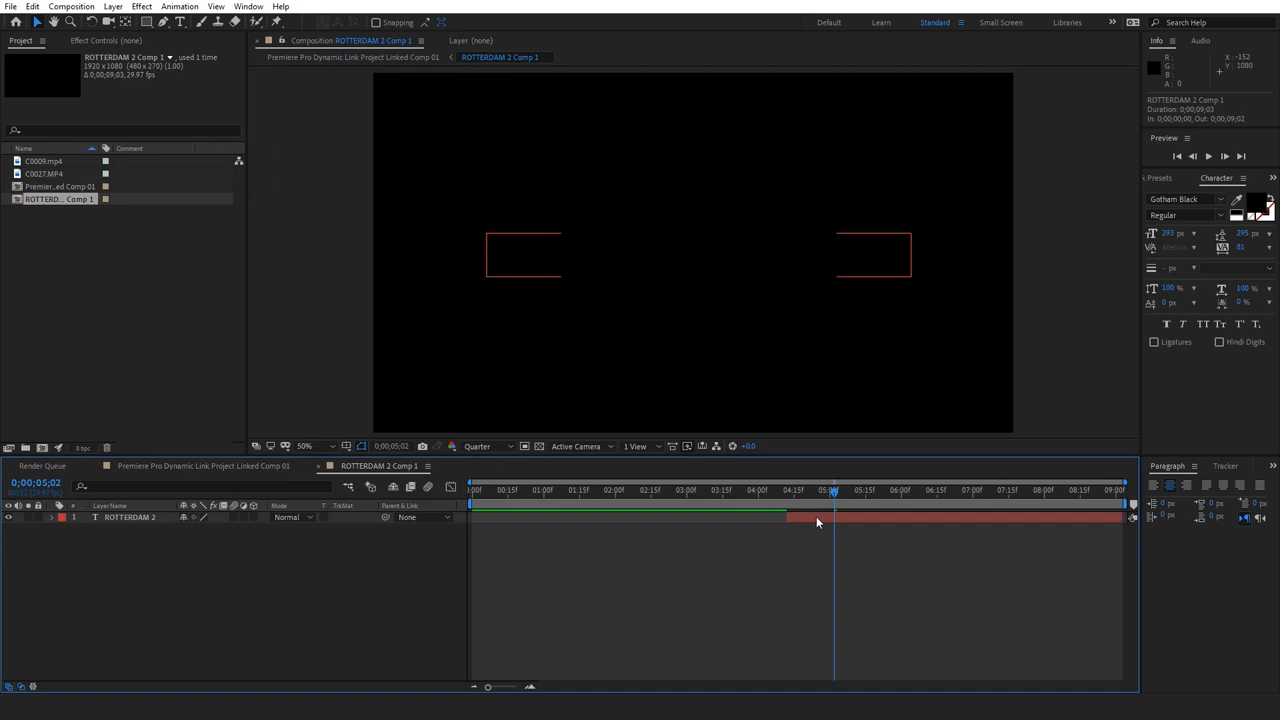 File Edit Composition Layer Effect Animation View Window Help
Snapping
Default Learn Standard Small Screen Libraries Search Help
Project Effect Controls (none)
Composition ROTTERDAM 2 Comp 1 Layer (none)
Info Audio
Premiere Pro Dynamic Link Project Linked Comp 01 ROTTERDAM 2 Comp 1
ROTTERDAM 2 Comp 1 , used 1 time
1920 x 1080 (480 x 270) (1.00)
Δ 0;00;09;03, 29.97 fps
R :
G :
B :
A : 0
X : -152
Y : 1080
ROTTERDAM 2 Comp 1
Duration: 0;00;09;03
In: 0;00;00;00, Out: 0;00;09;02
Preview
Name Comment
C0009.mp4
C0027.MP4
Premier...ed Comp 01
ROTTERD... Comp 1
Presets Character
Gotham Black
Regular
293 px 295 px
Metrics 81
- px
100 % 100 %
0 px 0 %
T T TT Tr T¹ T₁
Ligatures Hindi Digits
8 bpc
50% 0;00;05;02 Quarter Active Camera 1 View +0.0
Render Queue Premiere Pro Dynamic Link Project Linked Comp 01 ROTTERDAM 2 Comp 1
Paragraph Tracker
0;00;05;02
00152 (29.97 fps)
:00f 00:15f 01:00f 01:15f 02:00f 02:15f 03:00f 03:15f 04:00f 04:15f 05:00f 05:15f 06:00f 06:15f 07:00f 07:15f 08:00f 08:15f 09:00f
# Layer Name Mode T TrkMat Parent & Link
1 T ROTTERDAM 2 Normal None
0 px 0 px 0 px
0 px 0 px